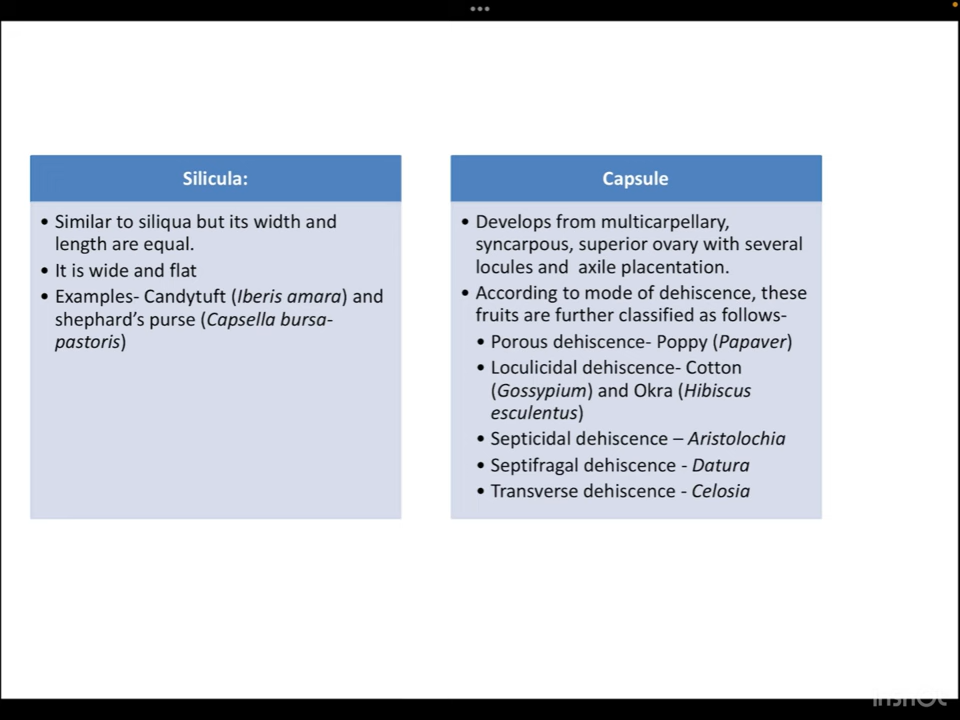 Silicula:
• Similar to siliqua but its width and
length are equal.
• It is wide and flat
• Examples- Candytuft (Iberis amara) and
shephard's purse (Capsella bursa-
pastoris)
Capsule
• Develops from multicarpellary,
syncarpous, superior ovary with several
locules and axile placentation.
• According to mode of dehiscence, these
fruits are further classified as follows-
• Porous dehiscence- Poppy (Papaver)
• Loculicidal dehiscence- Cotton
(Gossypium) and Okra (Hibiscus
esculentus)
• Septicidal dehiscence – Aristolochia
• Septifragal dehiscence - Datura
• Transverse dehiscence - Celosia